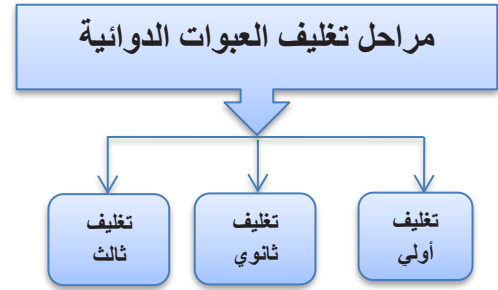 مراحل تغليف العبوات الدوائية
تغليف
أولي
تغليف
ثانوي
تغليف
ثالث